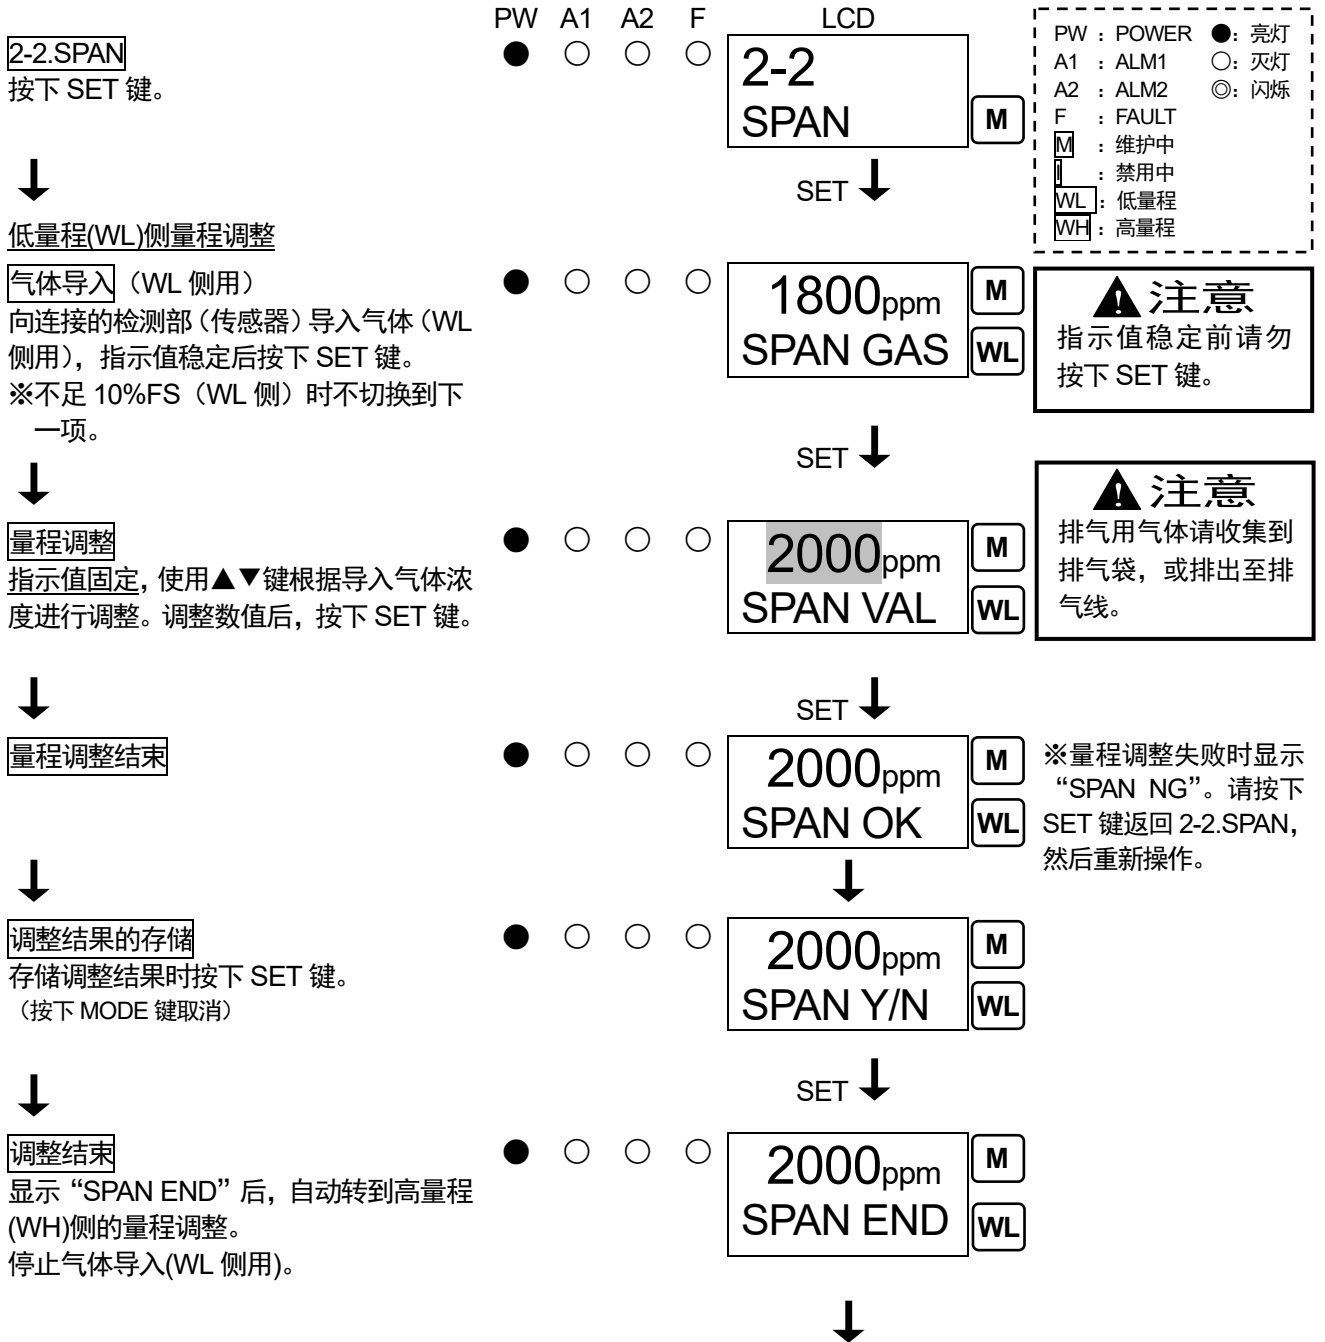 PW A1 A2 F LCD
2-2.SPAN
按下 SET 键。
2-2
SPAN
M
PW : POWER ●: 亮灯
A1 : ALM1 ○: 灭灯
A2 : ALM2 ◎: 闪烁
F : FAULT
M : 维护中
I : 禁用中
WL : 低量程
WH : 高量程
SET
低量程(WL)侧量程调整
气体导入（WL 侧用）
向连接的检测部（传感器）导入气体（WL
侧用），指示值稳定后按下 SET 键。
※不足 10%FS（WL 侧）时不切换到下
一项。
1800ppm
SPAN GAS
M
WL
注意
指示值稳定前请勿
按下 SET 键。
SET
量程调整
指示值固定，使用▲▼键根据导入气体浓
度进行调整。调整数值后，按下 SET 键。
2000ppm
SPAN VAL
M
WL
注意
排气用气体请收集到
排气袋，或排出至排
气线。
SET
量程调整结束
2000ppm
SPAN OK
M
WL
※量程调整失败时显示
“SPAN NG”。请按下
SET 键返回 2-2.SPAN，
然后重新操作。
调整结果的存储
存储调整结果时按下 SET 键。
（按下 MODE 键取消）
2000ppm
SPAN Y/N
M
WL
SET
调整结束
显示“SPAN END”后，自动转到高量程
(WH)侧的量程调整。
停止气体导入(WL 侧用)。
2000ppm
SPAN END
M
WL